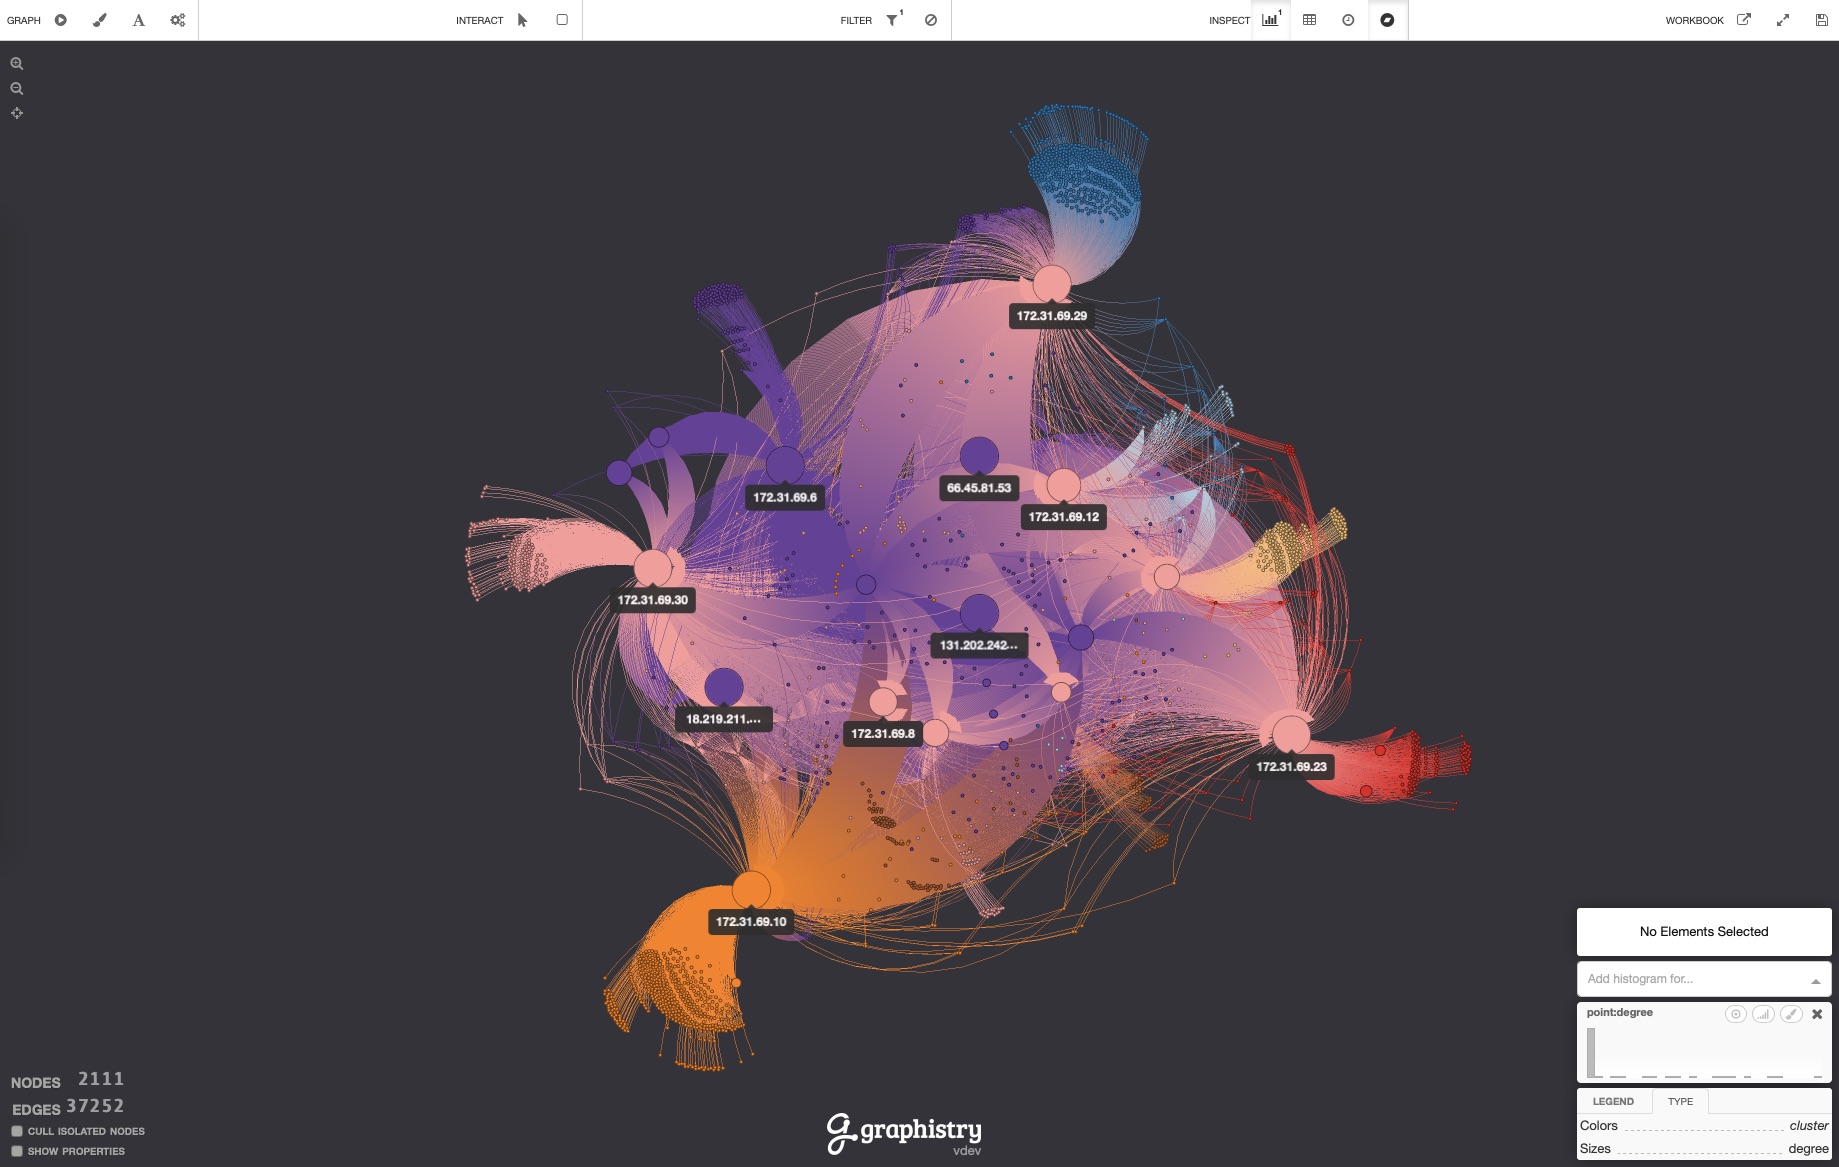 GRAPH
A
INTERACT
FILTER 1
INSPECT 1
WORKBOOK
172.31.69.29
172.31.69.6
66.45.81.53
172.31.69.12
172.31.69.30
131.202.242...
18.219.211....
172.31.69.8
172.31.69.23
172.31.69.10
No Elements Selected
Add histogram for...
point:degree
LEGEND TYPE
Colors cluster
Sizes degree
NODES 2111
EDGES 37252
CULL ISOLATED NODES
SHOW PROPERTIES
graphistry
vdev